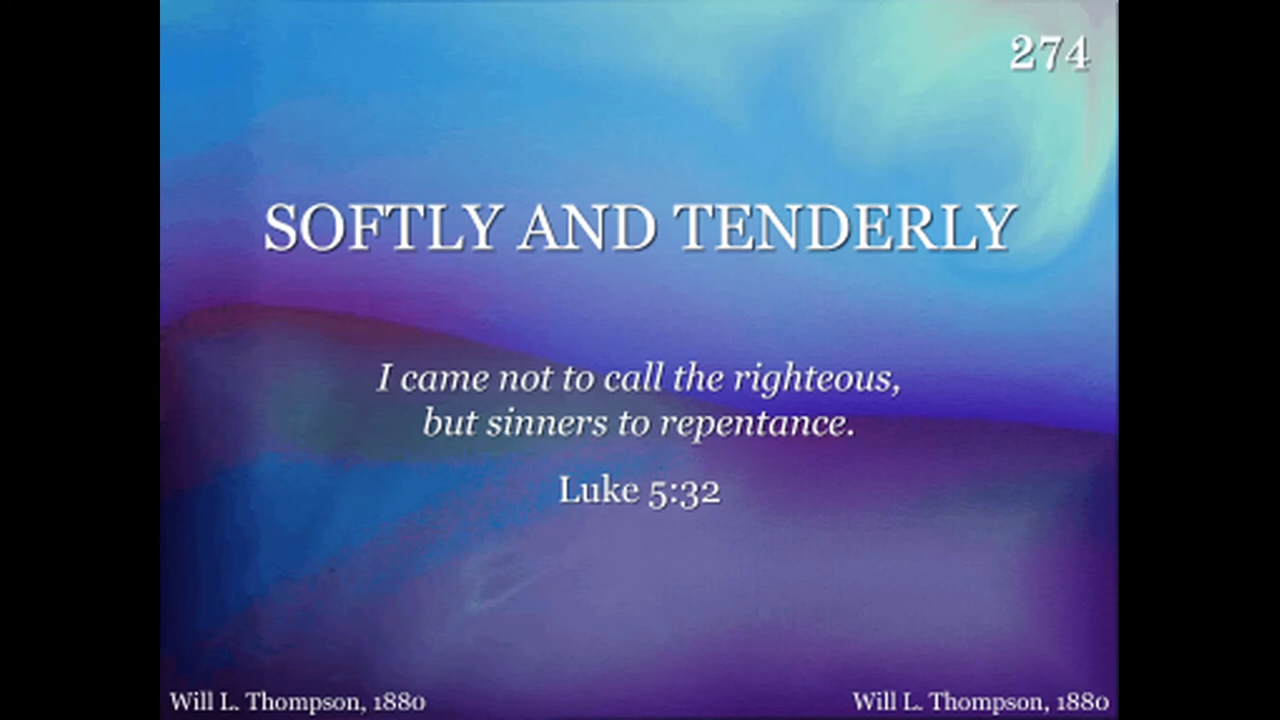 274
SOFTLY AND TENDERLY
I came not to call the righteous,
but sinners to repentance.
Luke 5:32
Will L. Thompson, 1880
Will L. Thompson, 1880